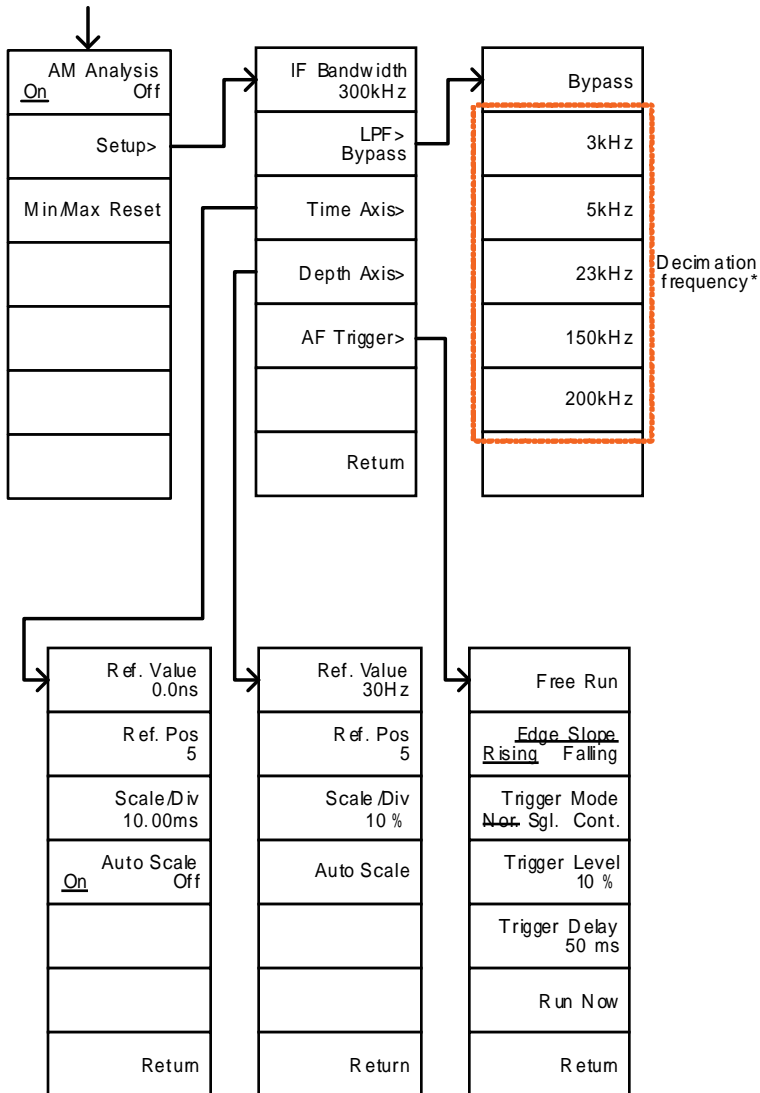 AM Analysis
On Off
Setup>
Min/Max Reset
IF Bandwidth
300kHz
LPF>
Bypass
Time Axis>
Depth Axis>
AF Trigger>
Return
Bypass
3kHz
5kHz
23kHz
150kHz
200kHz
Decimation
frequency*
Ref. Value
0.0ns
Ref. Pos
5
Scale/Div
10.00ms
Auto Scale
On Off
Return
Ref. Value
30Hz
Ref. Pos
5
Scale/Div
10 %
Auto Scale
Return
Free Run
Edge Slope
Rising Falling
Trigger Mode
Nor. Sgl. Cont.
Trigger Level
10 %
Trigger Delay
50 ms
Run Now
Return